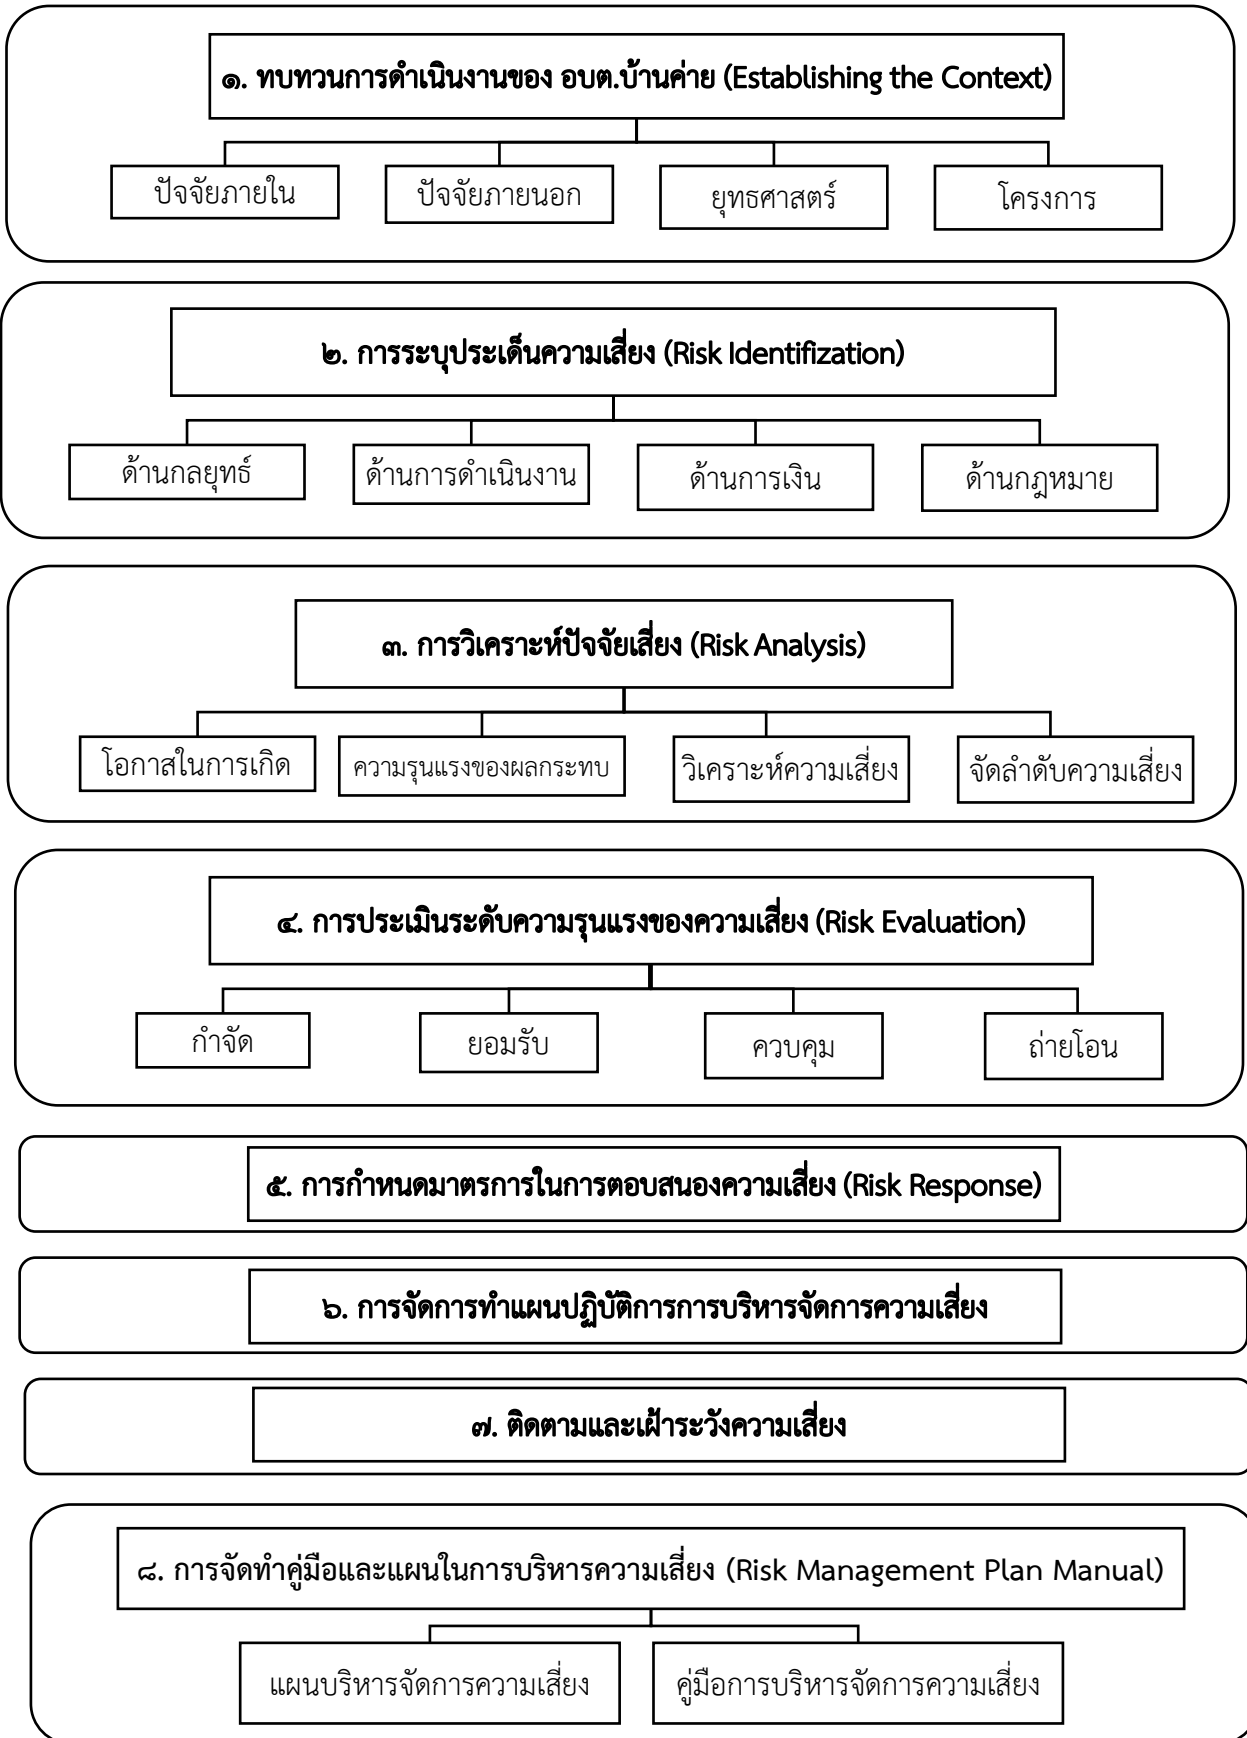 ๑. ทบทวนการดำเนินงานของ อบต.บ้านค่าย (Establishing the Context)
ปัจจัยภายใน
ปัจจัยภายนอก
ยุทธศาสตร์
โครงการ
๒. การระบุประเด็นความเสี่ยง (Risk Identifization)
ด้านกลยุทธ์
ด้านการดำเนินงาน
ด้านการเงิน
ด้านกฎหมาย
๓. การวิเคราะห์ปัจจัยเสี่ยง (Risk Analysis)
โอกาสในการเกิด
ความรุนแรงของผลกระทบ
วิเคราะห์ความเสี่ยง
จัดลำดับความเสี่ยง
๔. การประเมินระดับความรุนแรงของความเสี่ยง (Risk Evaluation)
กำจัด
ยอมรับ
ควบคุม
ถ่ายโอน
๕. การกำหนดมาตรการในการตอบสนองความเสี่ยง (Risk Response)
๖. การจัดการทำแผนปฏิบัติการการบริหารจัดการความเสี่ยง
๗. ติดตามและเฝ้าระวังความเสี่ยง
๘. การจัดทำคู่มือและแผนในการบริหารความเสี่ยง (Risk Management Plan Manual)
แผนบริหารจัดการความเสี่ยง
คู่มือการบริหารจัดการความเสี่ยง